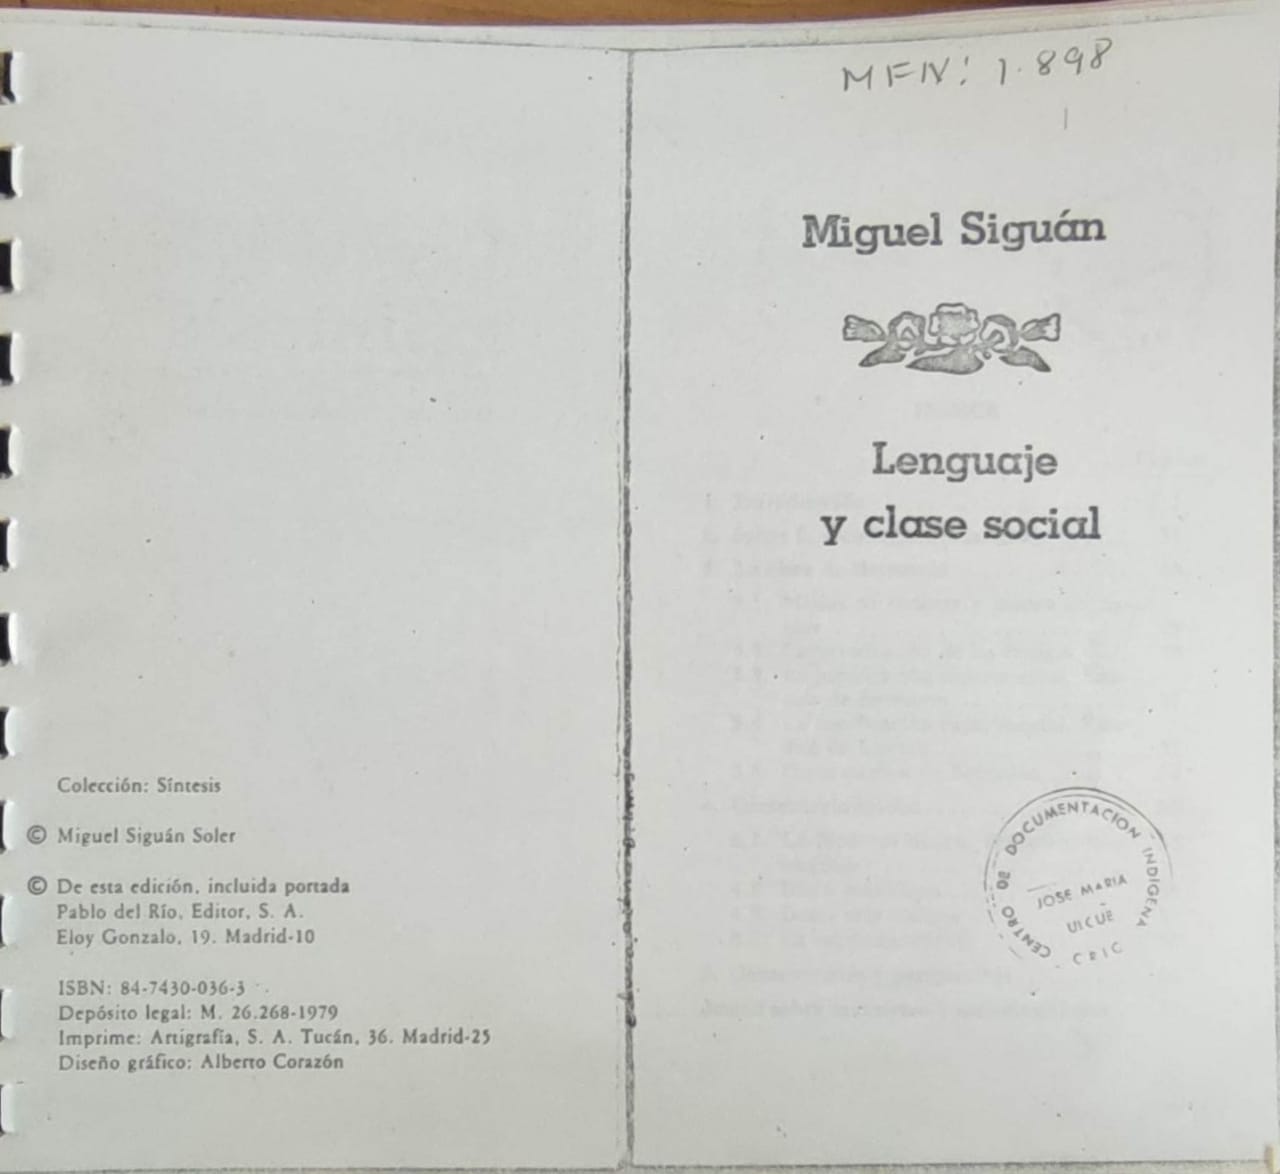 Colección: Síntesis
© Miguel Siguán Soler
© De esta edición, incluida portada
Pablo del Río, Editor, S. A.
Eloy Gonzalo, 19. Madrid-10
ISBN: 84-7430-036-3
Depósito legal: M. 26.268-1979
Imprime: Artigrafía, S. A. Tucán, 36. Madrid-25
Diseño gráfico: Alberto Corazón
MFN: 1.898
Miguel Siguán
Lenguaje
y clase social
CENTRO DE DOCUMENTACION INDIGENA
JOSE MARIA
ULCUE
CRIC